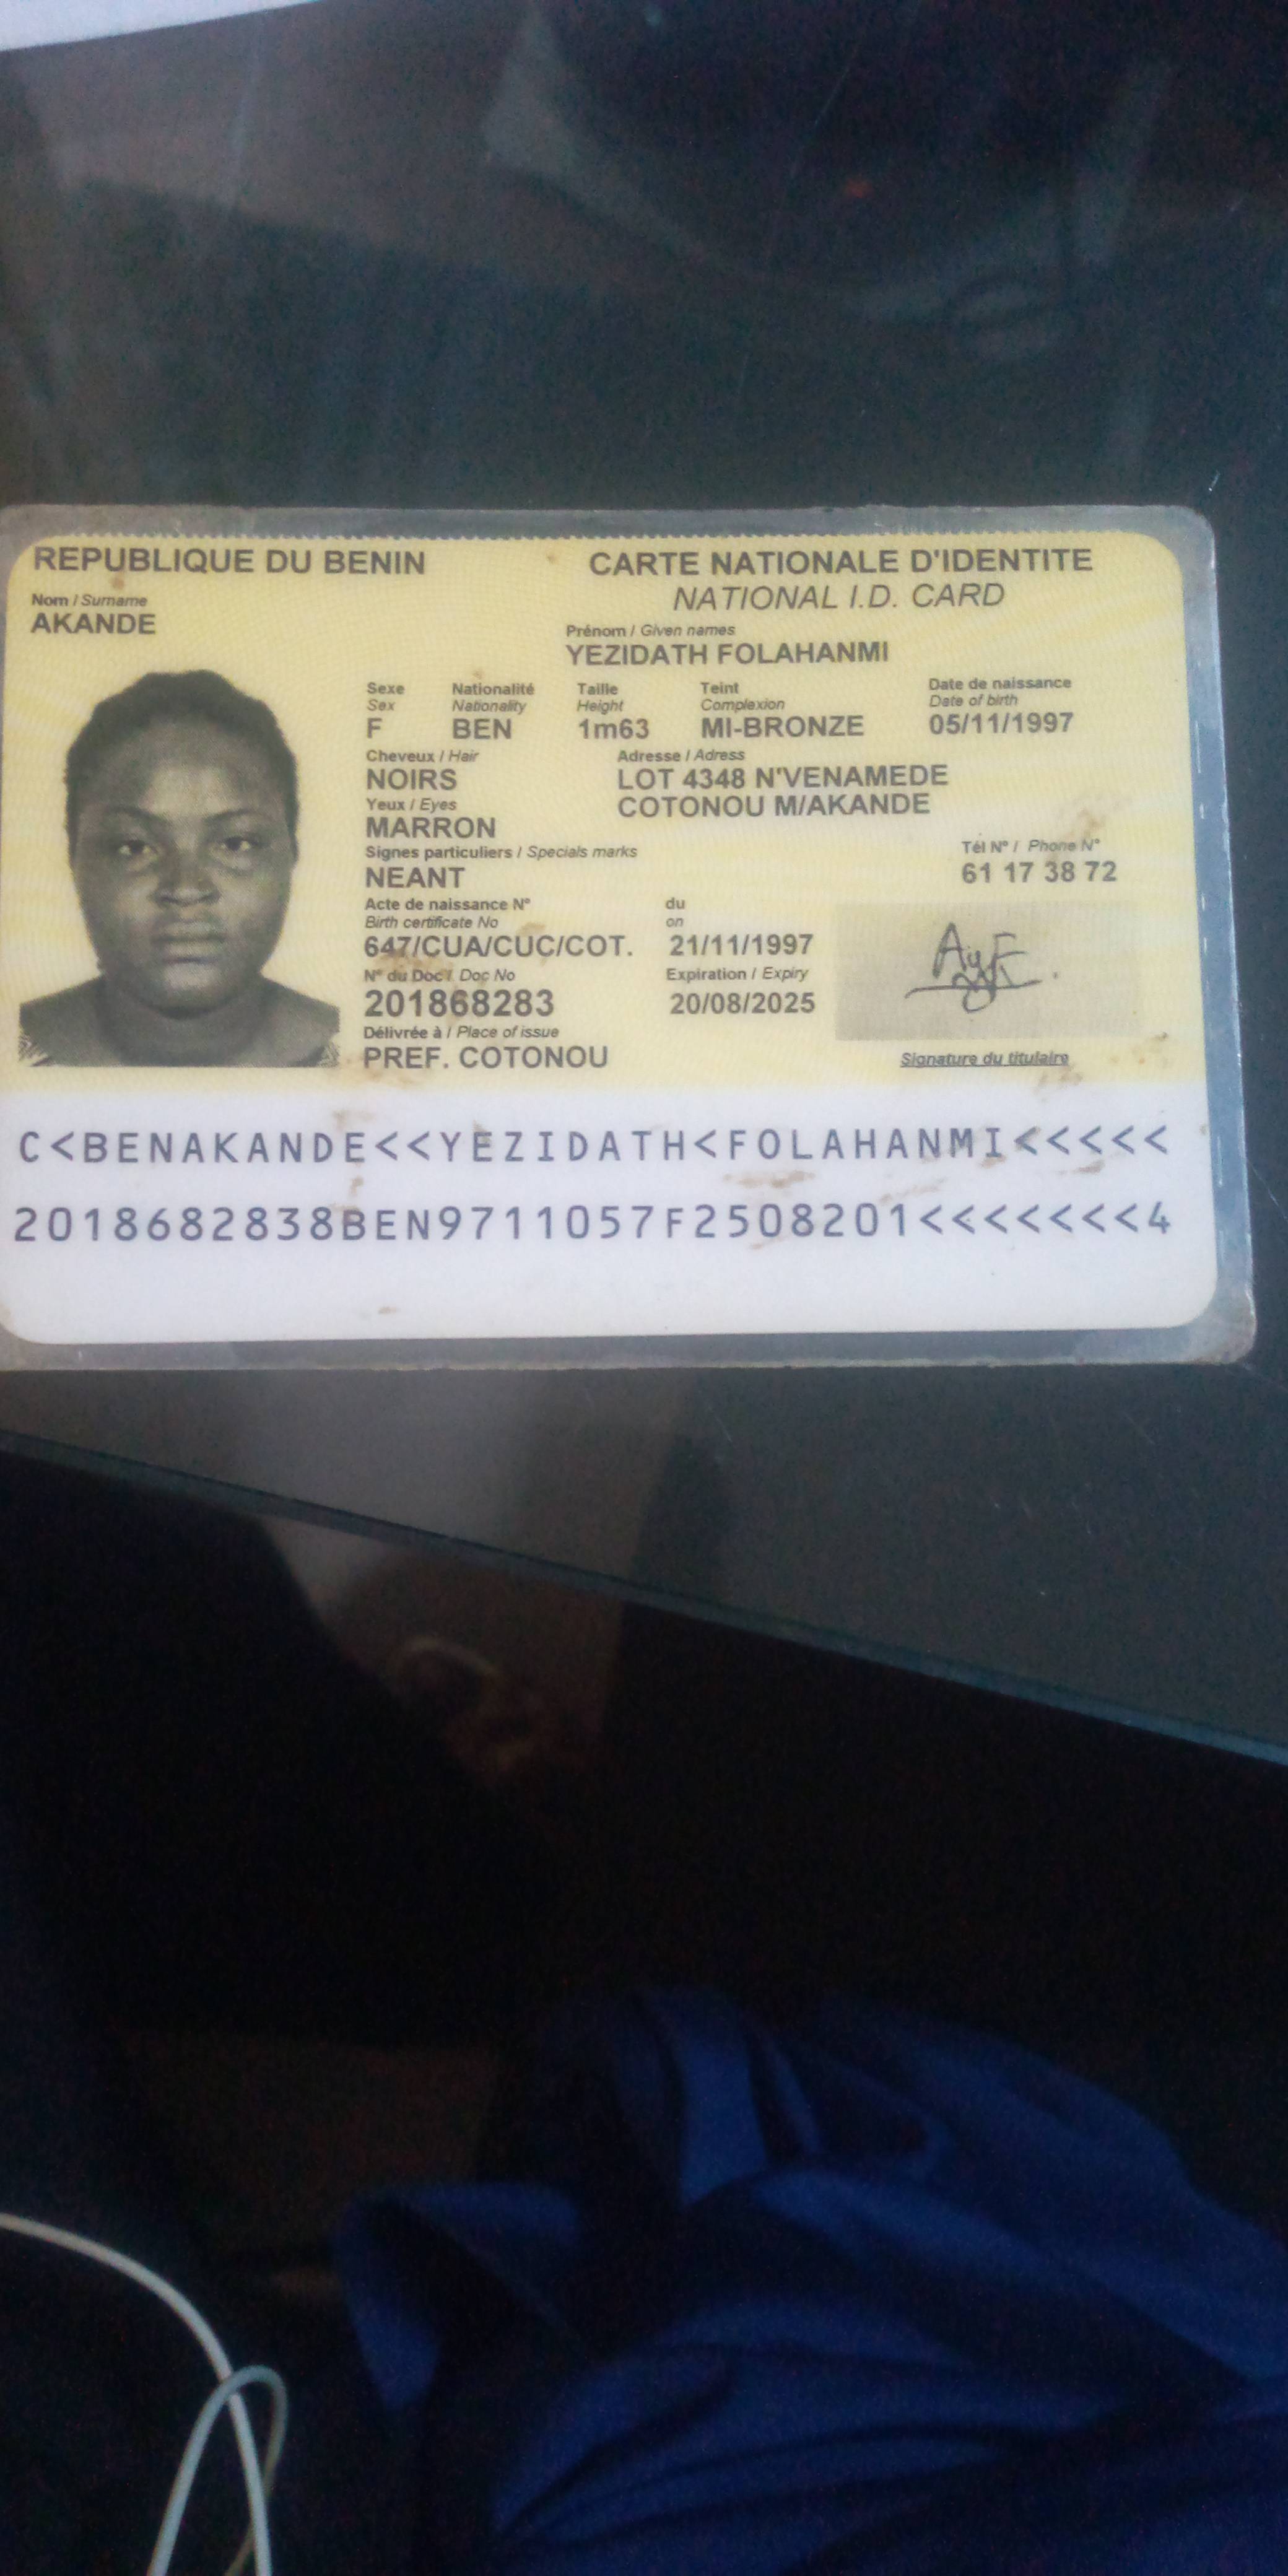 REPUBLIQUE DU BENIN
CARTE NATIONALE D'IDENTITE
NATIONAL I.D. CARD
Nom / Surname
AKANDE
Prénom / Given names
YEZIDATH FOLAHANMI
Sexe Nationalité Taille Teint Date de naissance
Sex Nationality Height Complexion Date of birth
F BEN 1m63 MI-BRONZE 05/11/1997
Cheveux / Hair Adresse / Adress
NOIRS LOT 4348 N'VENAMEDE
Yeux / Eyes COTONOU M/AKANDE
MARRON
Signes particuliers / Specials marks Tél N° / Phone N°
NEANT 61 17 38 72
Acte de naissance N° du
Birth certificate No on
647/CUA/CUC/COT. 21/11/1997
N° du Doc / Doc No Expiration / Expiry
201868283 20/08/2025
Délivrée à / Place of issue
PREF. COTONOU Signature du titulaire
C<BENAKANDE<<YEZIDATH<FOLAHANMI<<<<<
2018682838BEN9711057F2508201<<<<<<<4